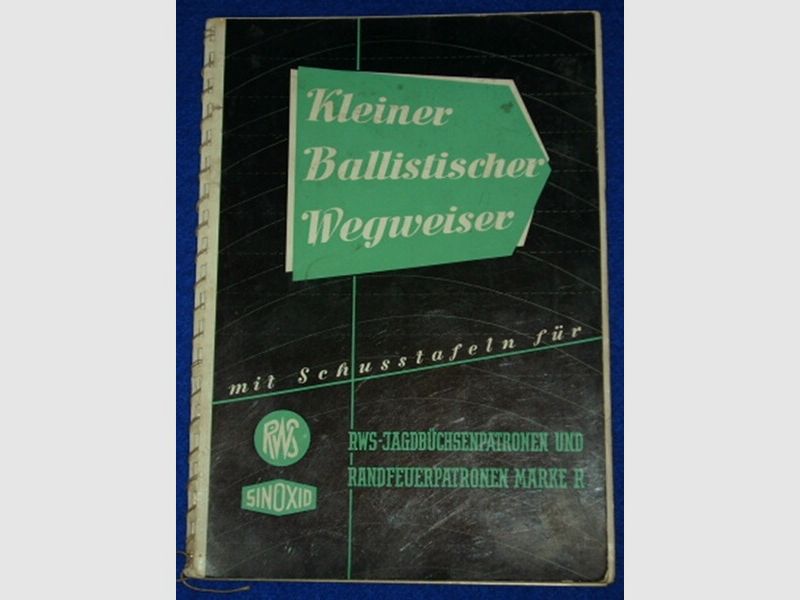 Kleiner
Ballistischer
Wegweiser
mit Schusstafeln für
RWS
RWS-JAGDBÜCHSENPATRONEN UND
RANDFEUERPATRONEN MARKE R
SINOXID